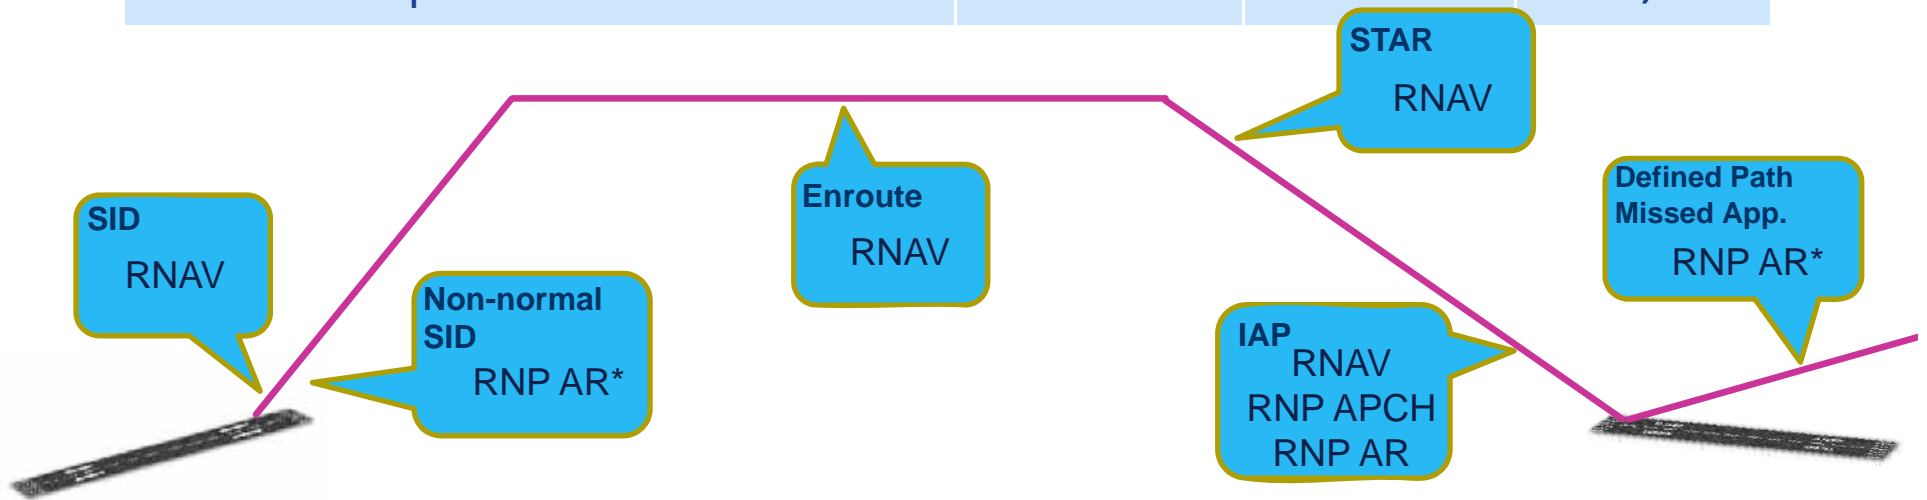 STAR
RNAV
Defined Path
Missed App.
RNP AR*
Enroute
RNAV
SID
RNAV
Non-normal
SID
RNP AR*
IAP
RNAV
RNP APCH
RNP AR